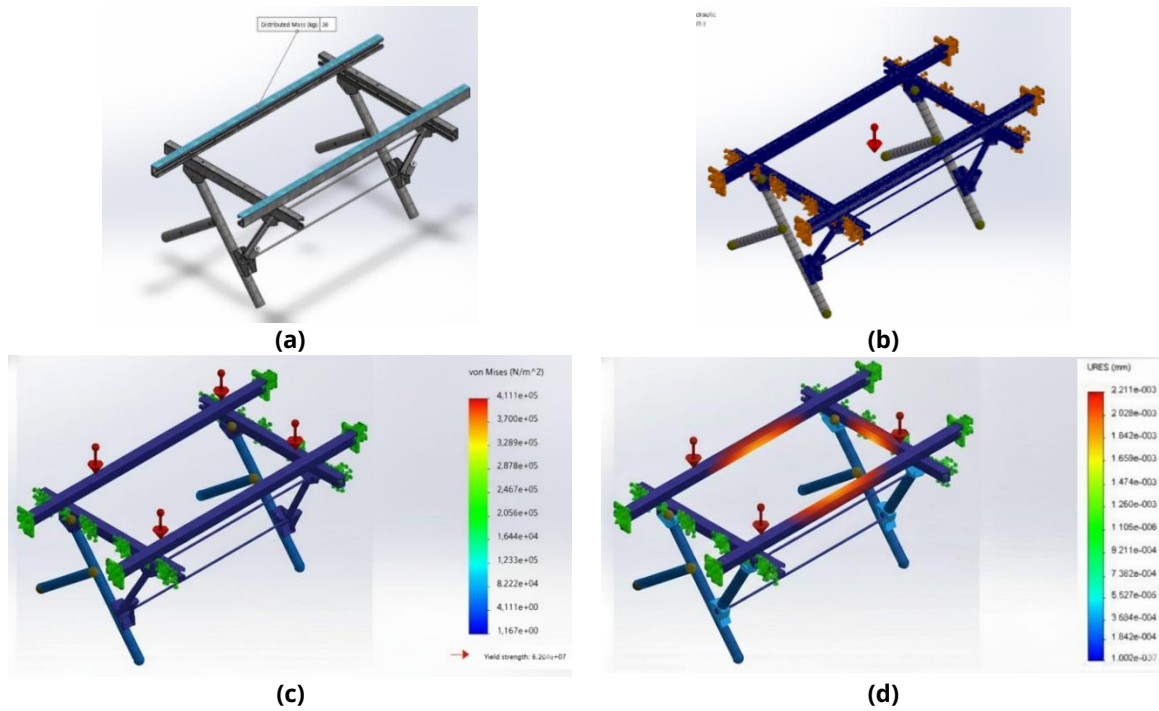 Distributed Mass (kg): 36
draulic
(a)
(b)
von Mises (N/m^2)
4,111e+05
3,700e+05
3,289e+05
2,878e+05
2,467e+05
2,056e+05
1,644e+04
1,233e+05
8,222e+04
4,111e+00
1,167e+00
Yield strength: 6.204e+07
(c)
URES (mm)
2.211e-003
2.028e-003
1.842e-003
1.659e-003
1.474e-003
1.260e-003
1.105e-006
9.211e-004
7.362e-004
5.527e-005
3.684e-004
1.842e-004
1.002e-007
(d)